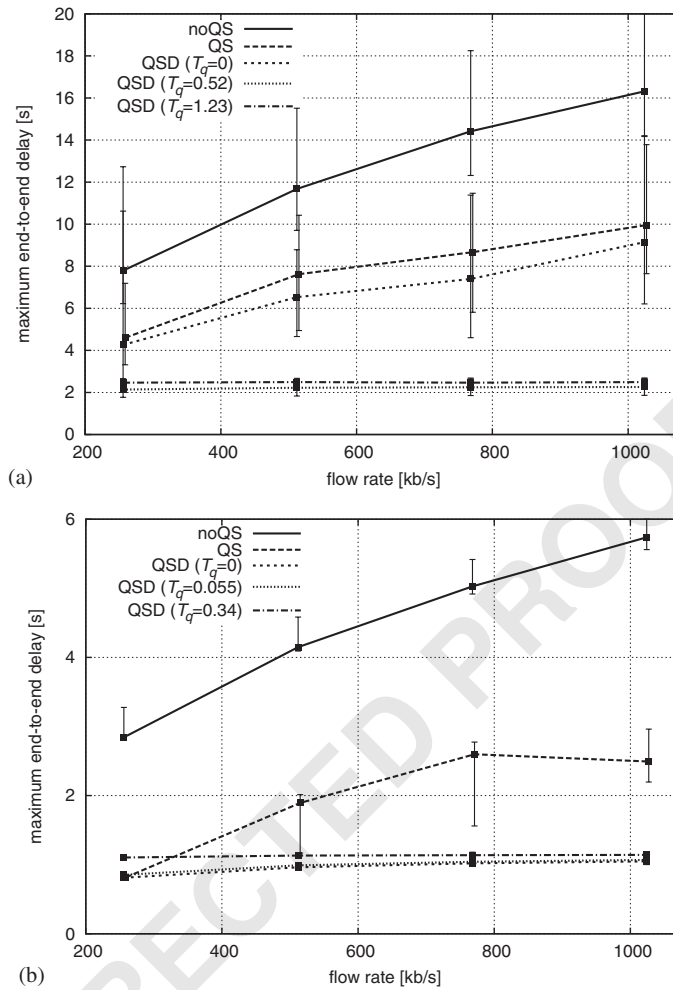 noQS
QS
QSD (Tq=0)
QSD (Tq=0.52)
QSD (Tq=1.23)
maximum end-to-end delay [s]
20
18
16
14
12
10
8
6
4
2
0
200
400
600
800
1000
flow rate [kb/s]
(a)
noQS
QS
QSD (Tq=0)
QSD (Tq=0.055)
QSD (Tq=0.34)
maximum end-to-end delay [s]
6
4
2
0
200
400
600
800
1000
flow rate [kb/s]
(b)
ECTED PROO